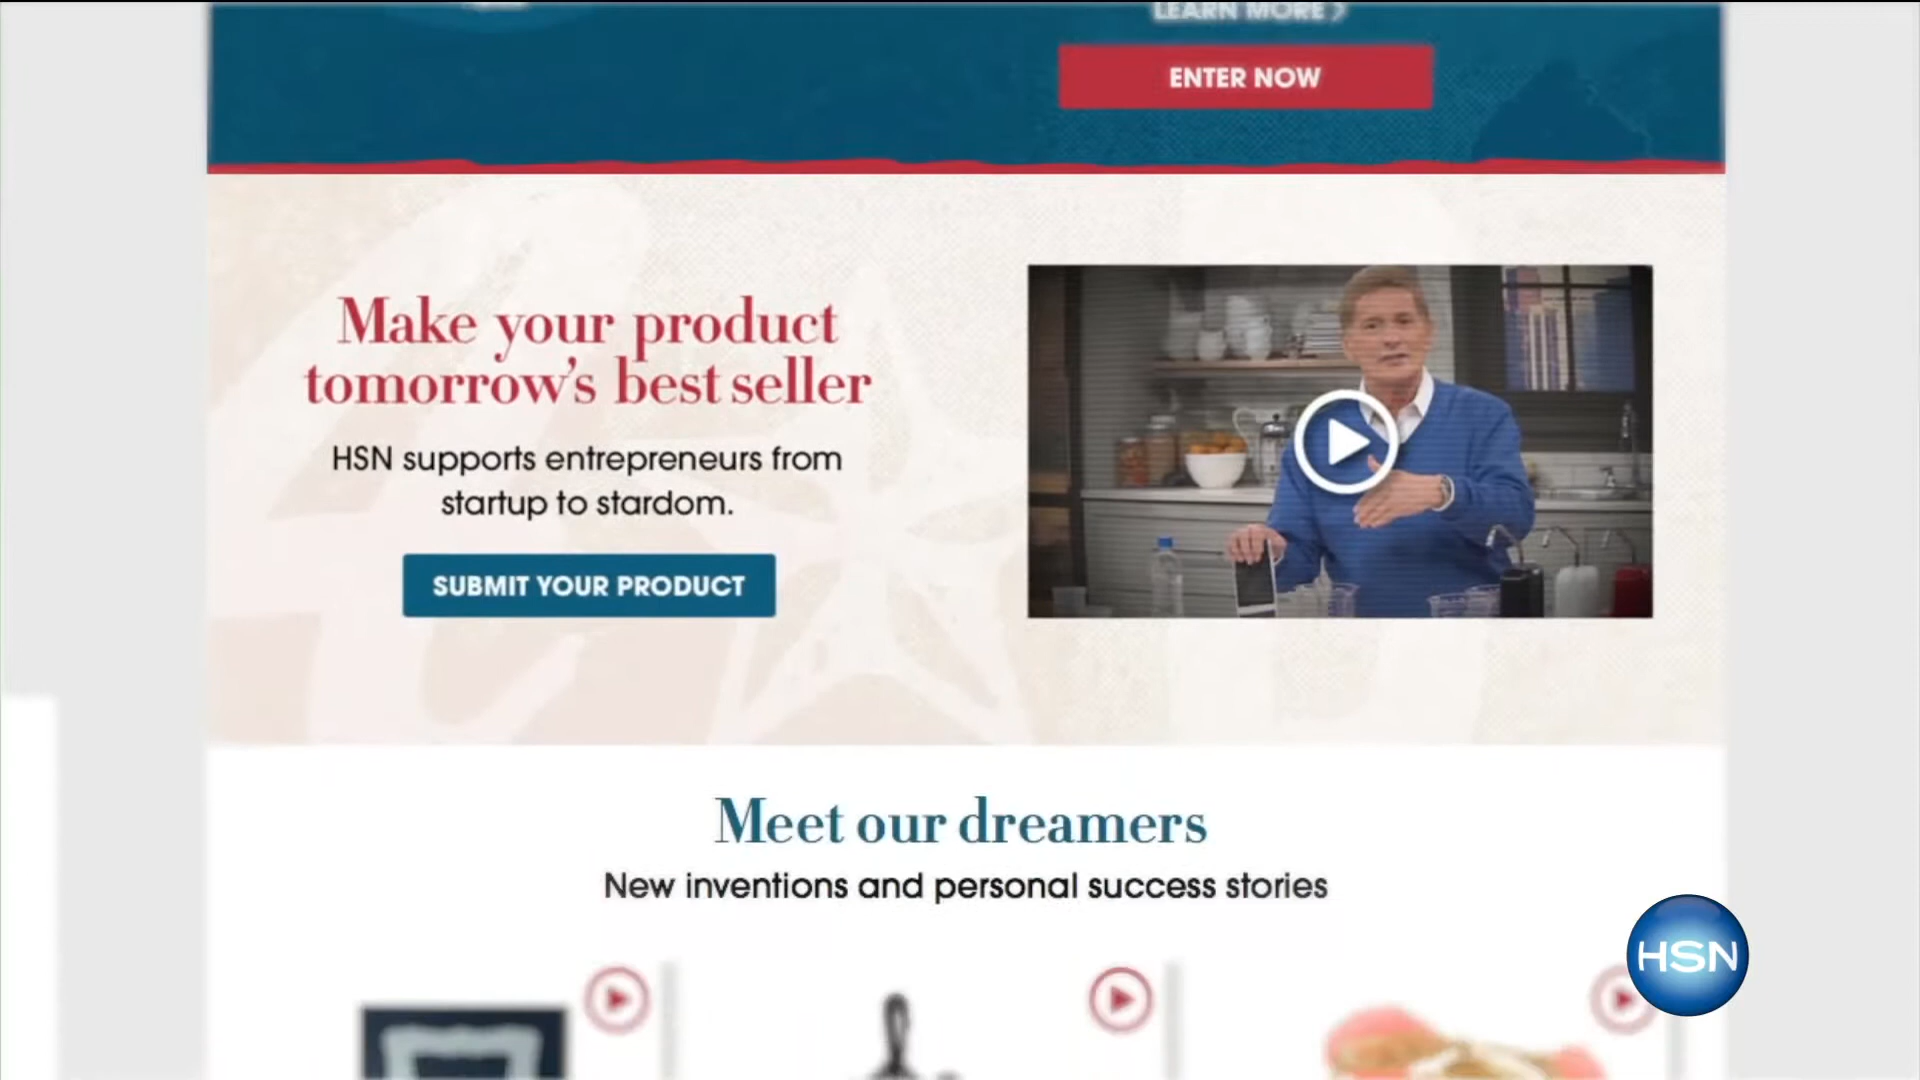 LEARN MORE >
ENTER NOW
Make your product
tomorrow's best seller
HSN supports entrepreneurs from
startup to stardom.
SUBMIT YOUR PRODUCT
Meet our dreamers
New inventions and personal success stories
HSN